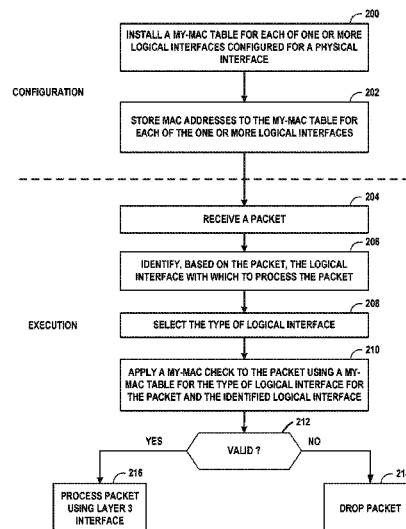 200
INSTALL A MY-MAC TABLE FOR EACH OF ONE OR MORE
LOGICAL INTERFACES CONFIGURED FOR A PHYSICAL
INTERFACE
CONFIGURATION
202
STORE MAC ADDRESSES TO THE MY-MAC TABLE FOR
EACH OF THE ONE OR MORE LOGICAL INTERFACES
204
RECEIVE A PACKET
206
IDENTIFY, BASED ON THE PACKET, THE LOGICAL
INTERFACE WITH WHICH TO PROCESS THE PACKET
208
SELECT THE TYPE OF LOGICAL INTERFACE
EXECUTION
210
APPLY A MY-MAC CHECK TO THE PACKET USING A MY-
MAC TABLE FOR THE TYPE OF LOGICAL INTERFACE FOR
THE PACKET AND THE IDENTIFIED LOGICAL INTERFACE
212
YES
VALID ?
NO
216
PROCESS PACKET
USING LAYER 3
INTERFACE
DROP PACKET